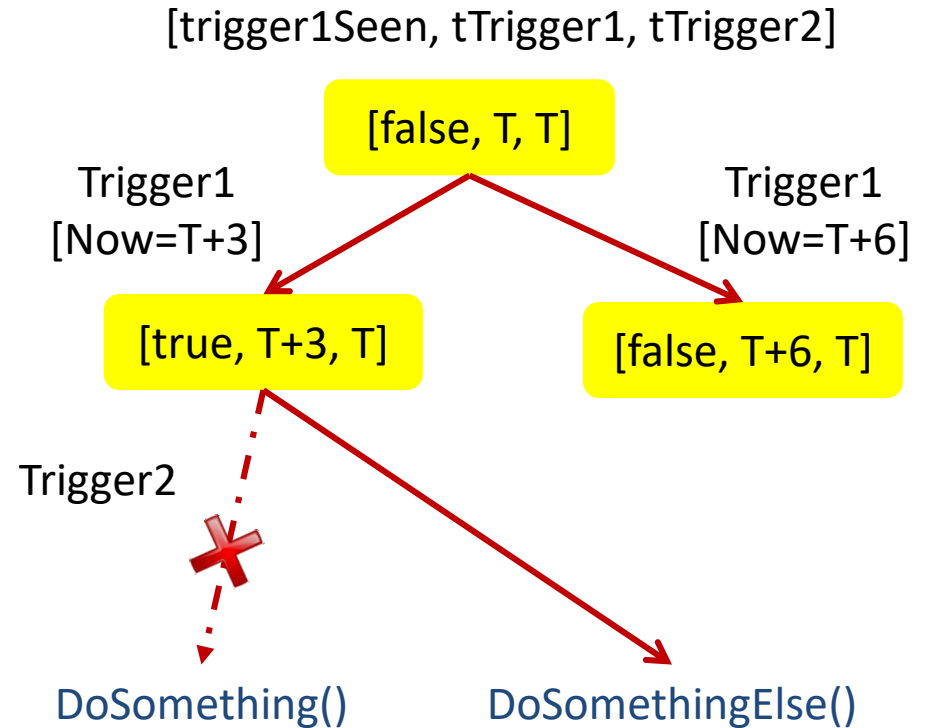 [trigger1Seen, tTrigger1, tTrigger2]
[false, T, T]
Trigger1
[Now=T+3]
Trigger1
[Now=T+6]
[true, T+3, T]
[false, T+6, T]
Trigger2
DoSomething()
DoSomethingElse()